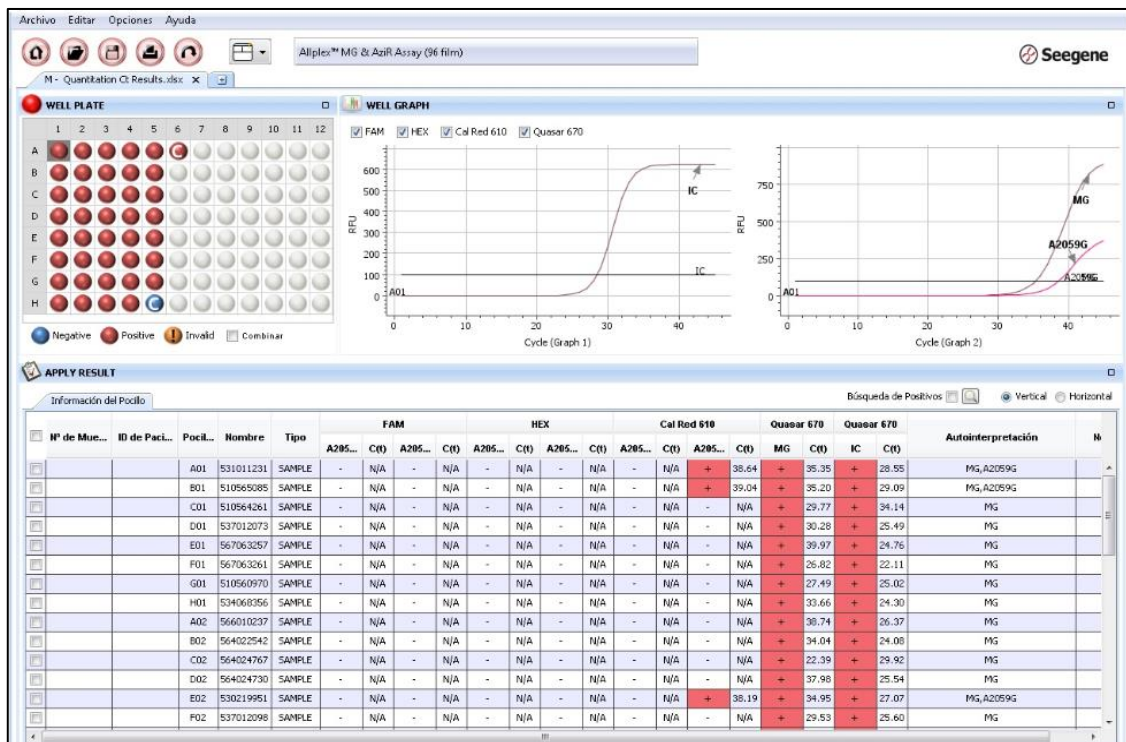 Archivo Editar Opciones Ayuda
Allplex™ MG & AziR Assay (96 film)
Seegene
M - Quantitation Ct Results.xlsx X
WELL PLATE
1 2 3 4 5 6 7 8 9 10 11 12
A C
B
C
D
E
F
G
H C
Negative Positive Invalid Combinar
WELL GRAPH
FAM HEX Cal Red 610 Quasar 670
600
500
400
300
200
100
0
RFU
IC
IC
A01
0 20 40
Cycle (Graph 1)
750
500
250
0
RFU
MG
A2059G
A01
0 10 20 30 40
Cycle (Graph 2)
APPLY RESULT
Información del Pocillo
Búsqueda de Positivos Vertical Horizontal
FAM HEX Cal Red 610 Quasar 670 Quasar 670
Nº de Mue... ID de Paci... Pocil... Nombre Tipo A205... C(t) A205... C(t) A205... C(t) A205... C(t) A205... C(t) A205... C(t) MG C(t) IC C(t) Autointerpretación
A01 531011231 SAMPLE - N/A - N/A - N/A - N/A - N/A + 38.64 + 35.35 + 28.55 MG,A2059G
B01 510565085 SAMPLE - N/A - N/A - N/A - N/A - N/A + 39.04 + 35.20 + 29.09 MG,A2059G
C01 510564261 SAMPLE - N/A - N/A - N/A - N/A - N/A - N/A + 29.77 + 34.14 MG
D01 537012073 SAMPLE - N/A - N/A - N/A - N/A - N/A - N/A + 30.28 + 25.49 MG
E01 567063257 SAMPLE - N/A - N/A - N/A - N/A - N/A - N/A + 39.97 + 24.76 MG
F01 567063261 SAMPLE - N/A - N/A - N/A - N/A - N/A - N/A + 26.82 + 22.11 MG
G01 510560970 SAMPLE - N/A - N/A - N/A - N/A - N/A - N/A + 27.49 + 25.02 MG
H01 534068356 SAMPLE - N/A - N/A - N/A - N/A - N/A - N/A + 33.66 + 24.30 MG
A02 566010237 SAMPLE - N/A - N/A - N/A - N/A - N/A - N/A + 38.74 + 26.37 MG
B02 564022542 SAMPLE - N/A - N/A - N/A - N/A - N/A - N/A + 34.04 + 24.08 MG
C02 564024767 SAMPLE - N/A - N/A - N/A - N/A - N/A - N/A + 22.39 + 29.92 MG
D02 564024730 SAMPLE - N/A - N/A - N/A - N/A - N/A - N/A + 37.98 + 25.54 MG
E02 530219951 SAMPLE - N/A - N/A - N/A - N/A - N/A + 38.19 + 34.95 + 27.07 MG,A2059G
F02 537012098 SAMPLE - N/A - N/A - N/A - N/A - N/A - N/A + 29.53 + 25.60 MG